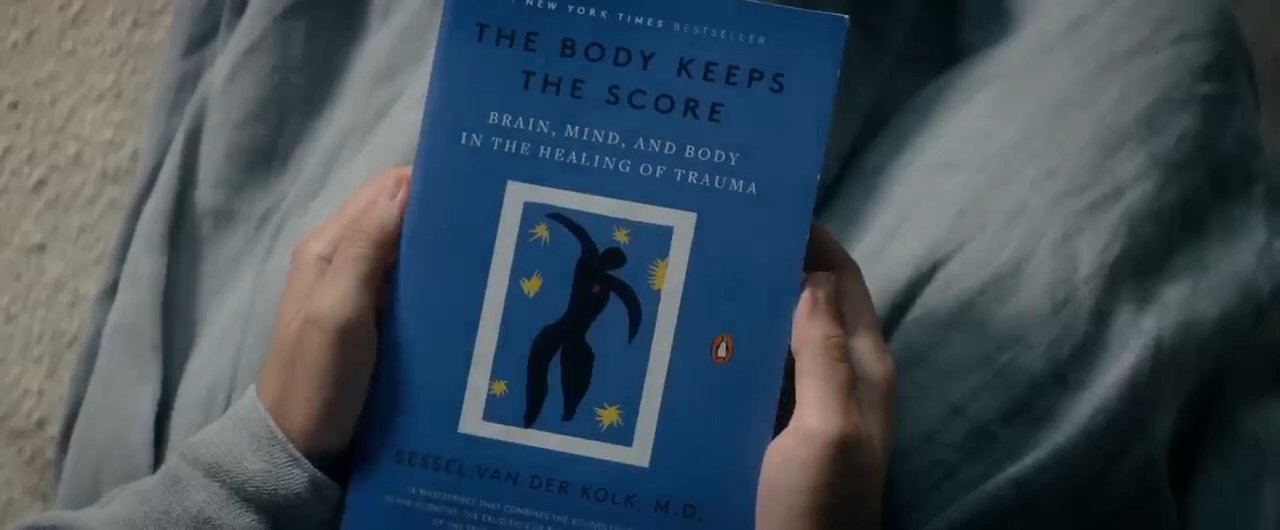 NEW YORK TIMES BESTSELLER
THE BODY KEEPS
THE SCORE
BRAIN, MIND, AND BODY
IN THE HEALING OF TRAUMA
BESSEL VAN DER KOLK, M.D.
"A MASTERPIECE THAT COMBINES THE BOUNDLESS